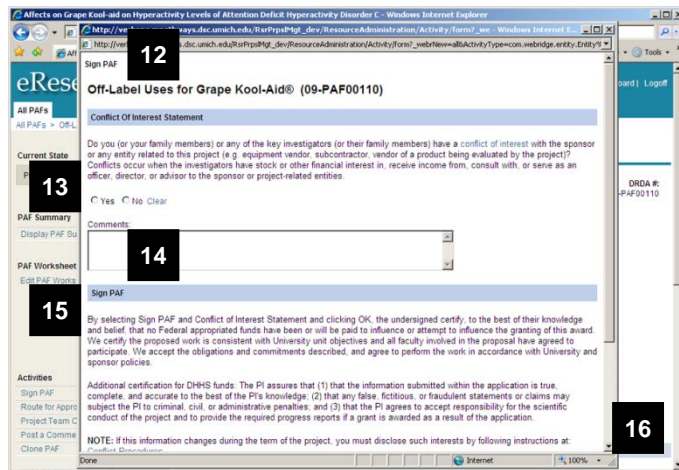 Affects on Grape Kool-aid on Hyperactivity Levels of Attention Deficit Hyperactivity Disorder C - Windows Internet Explorer
Tools
eRese
oard | Logoff
All PAFs
All PAFs > Off-L
Current State
DRDA #:
-PAF00110
PAF Summary
Display PAF Su
PAF Worksheet
Edit PAF Works
Activities
Sign PAF
Route for Appro
Project Team C
Post a Comme
Clone PAF
12
Sign PAF
Off-Label Uses for Grape Kool-Aid® (09-PAF00110)
Conflict Of Interest Statement
Do you (or your family members) or any of the key investigators (or their family members) have a conflict of interest with the sponsor
or any entity related to this project (e.g. equipment vendor, subcontractor, vendor of a product being evaluated by the project)?
Conflicts occur when the investigators have stock or other financial interest in, receive income from, consult with, or serve as an
officer, director, or advisor to the sponsor or project-related entities.
13
Yes No Clear
Comments:
14
15
Sign PAF
By selecting Sign PAF and Conflict of Interest Statement and clicking OK, the undersigned certify, to the best of their knowledge
and belief, that no Federal appropriated funds have been or will be paid to influence or attempt to influence the granting of this award.
We certify the proposed work is consistent with University unit objectives and all faculty involved in the proposal have agreed to
participate. We accept the obligations and commitments described, and agree to perform the work in accordance with University and
sponsor policies.
Additional certification for DHHS funds: The PI assures that (1) that the information submitted within the application is true,
complete, and accurate to the best of the PI's knowledge; (2) that any false, fictitious, or fraudulent statements or claims may
subject the PI to criminal, civil, or administrative penalties; and (3) that the PI agrees to accept responsibility for the scientific
conduct of the project and to provide the required progress reports if a grant is awarded as a result of the application.
16
NOTE: If this information changes during the term of the project, you must disclose such interests by following instructions at:
Conflict Procedures
Done
Internet
100%